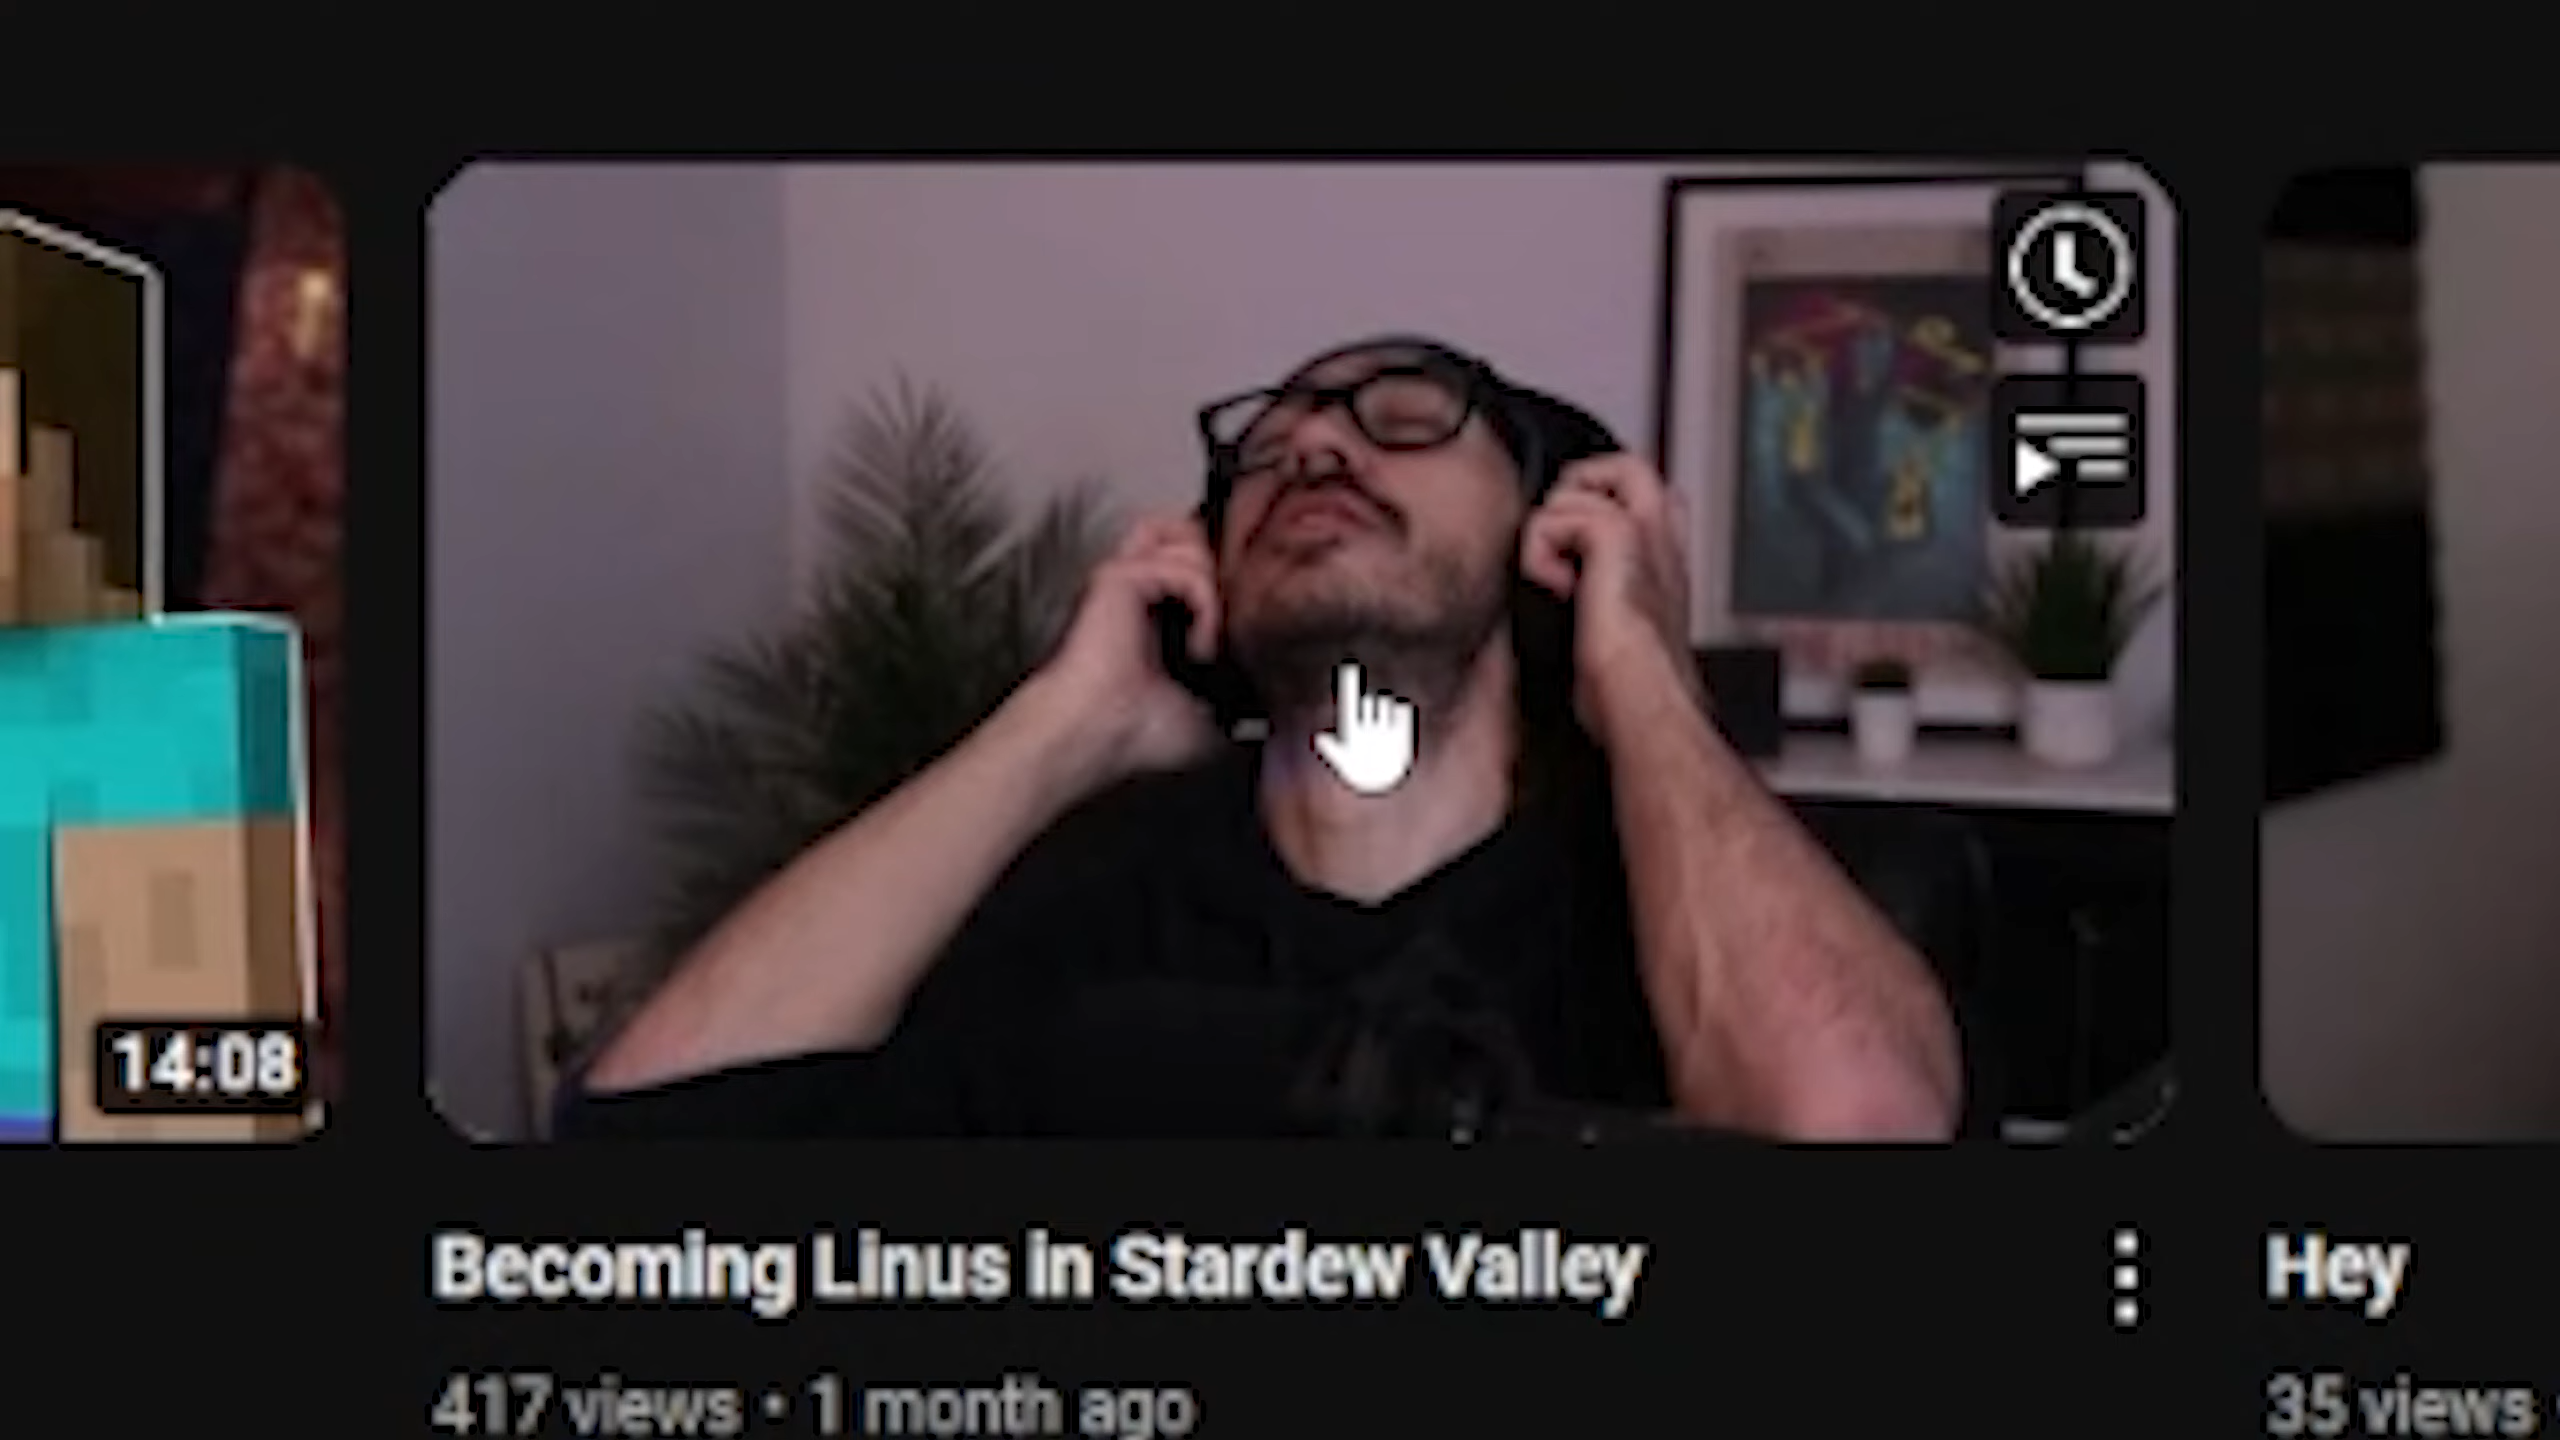 14:08
Becoming Linus in Stardew Valley
417 views • 1 month ago
Hey
35 views